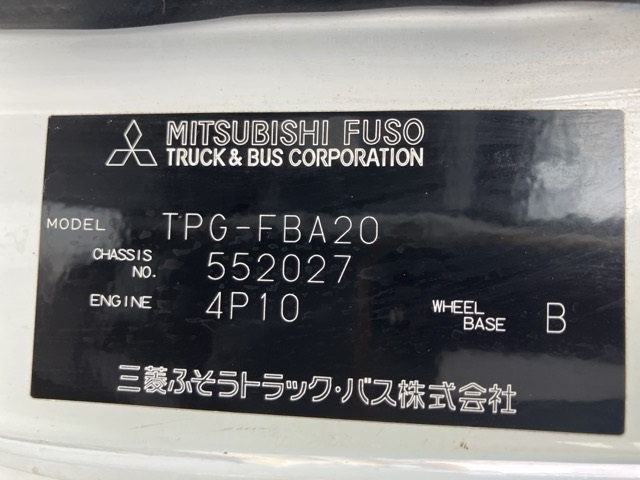 MITSUBISHI FUSO
TRUCK & BUS CORPORATION
MODEL TPG-FBA20
CHASSIS NO. 552027
ENGINE 4P10 WHEEL BASE B
三菱ふそうトラック・バス株式会社